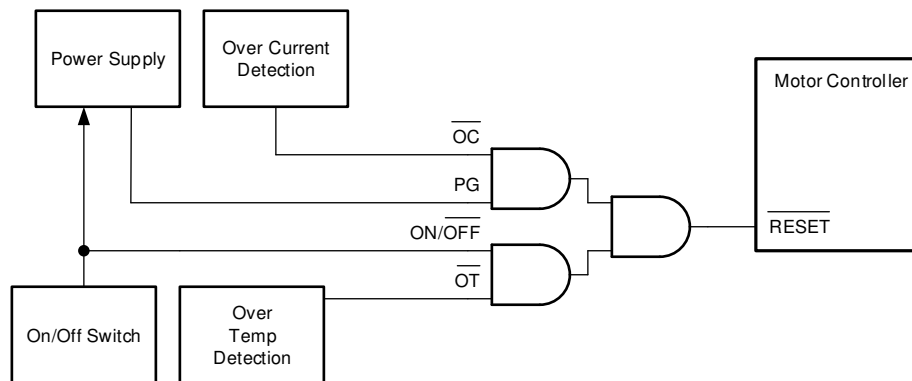 Power Supply
Over Current
Detection
Motor Controller
OC
PG
ON/OFF
RESET
OT
On/Off Switch
Over
Temp
Detection